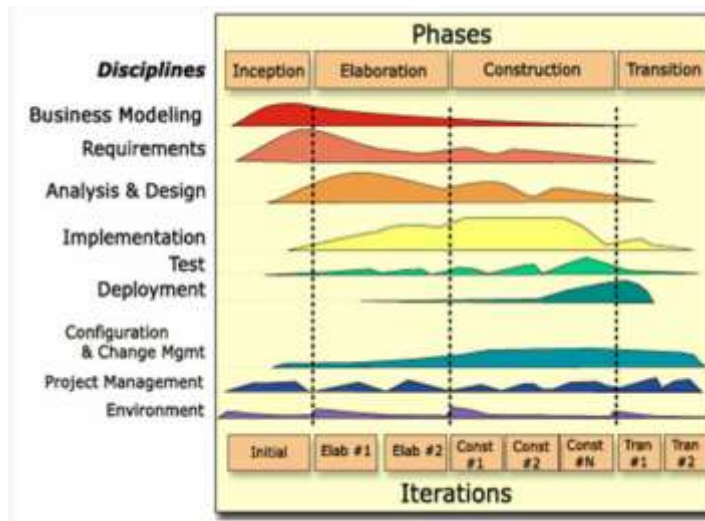 Phases
Disciplines
Inception Elaboration Construction Transition
Business Modeling
Requirements
Analysis & Design
Implementation
Test
Deployment
Configuration
& Change Mgmt
Project Management
Environment
Initial Elab #1 Elab #2 Const #1 Const #2 Const #N Tran #1 Tran #2
Iterations